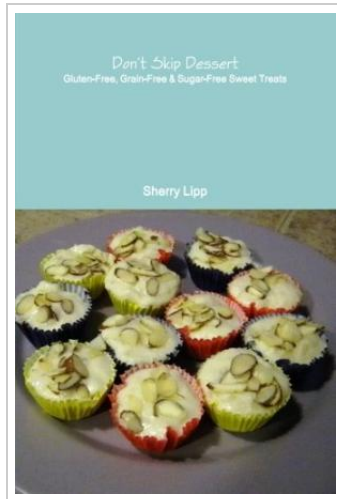 Don't Skip Dessert
Gluten-Free, Grain-Free & Sugar-Free Sweet Treats
Sherry Lipp